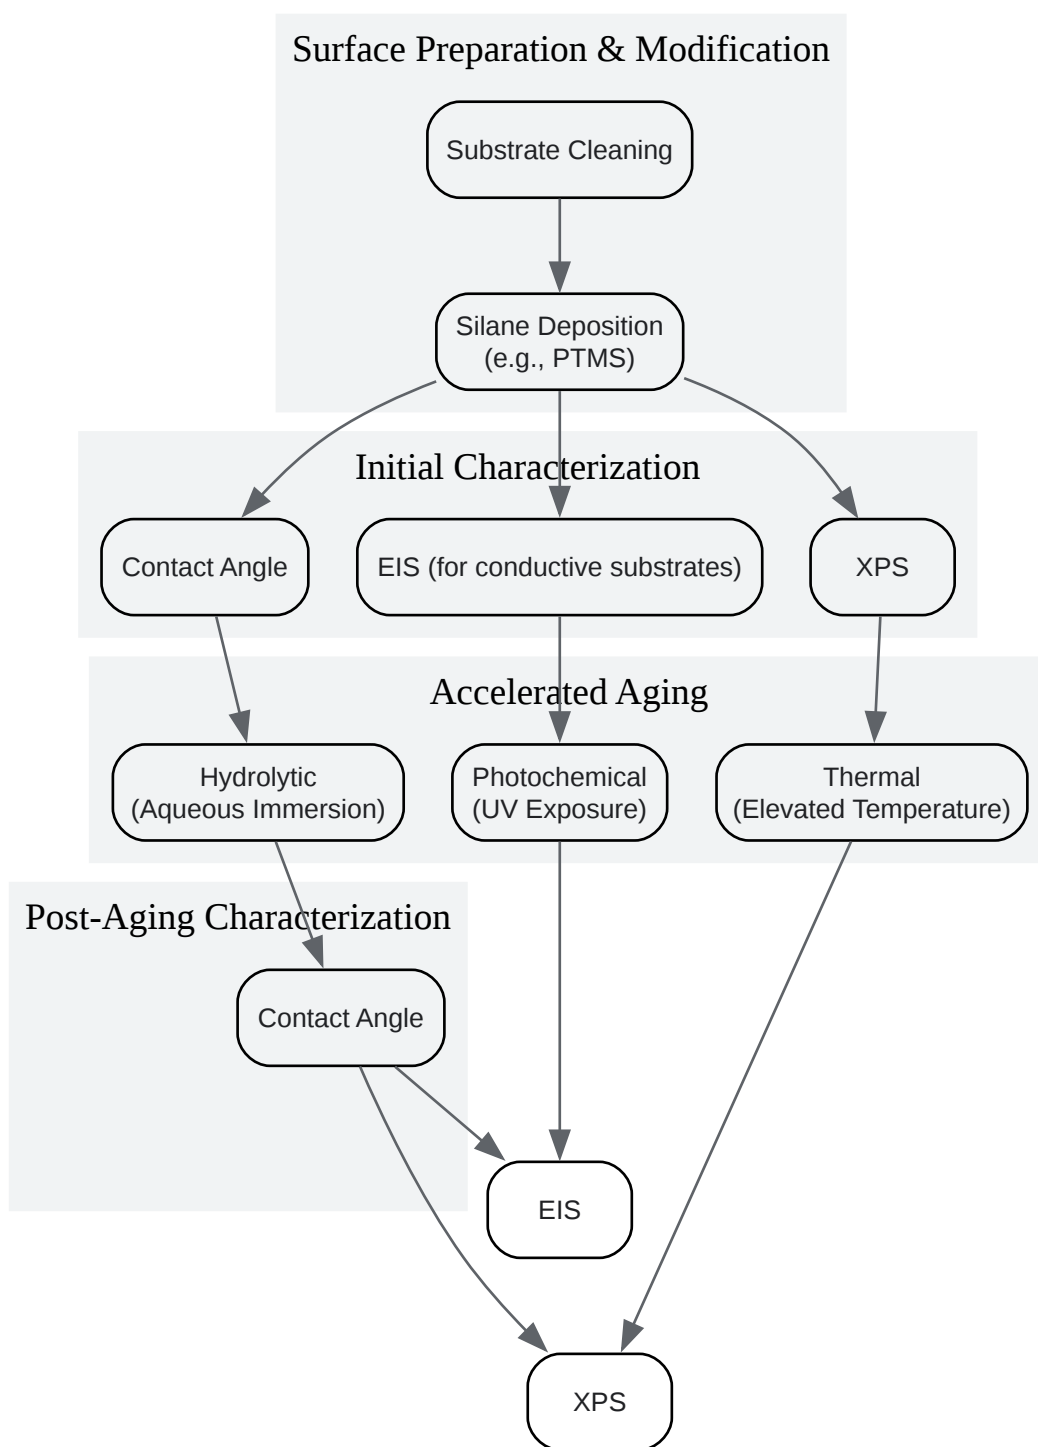 Surface Preparation & Modification
Substrate Cleaning
Silane Deposition
(e.g., PTMS)
Initial Characterization
Contact Angle
EIS (for conductive substrates)
XPS
Accelerated Aging
Hydrolytic
(Aqueous Immersion)
Photochemical
(UV Exposure)
Thermal
(Elevated Temperature)
Post-Aging Characterization
Contact Angle
EIS
XPS